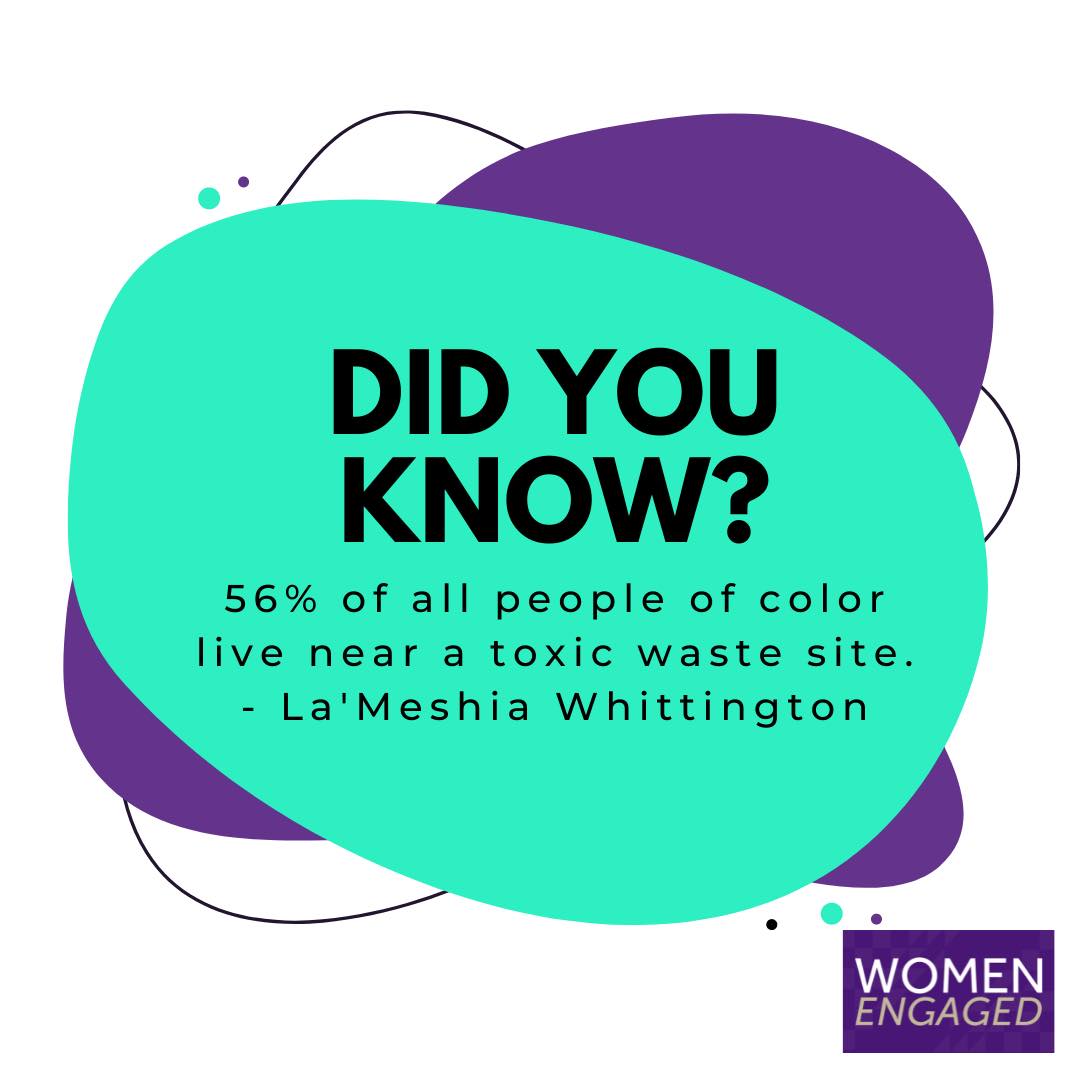 DID YOU
KNOW?
56% of all people of color
live near a toxic waste site.
- La'Meshia Whittington
WOMEN
ENGAGED